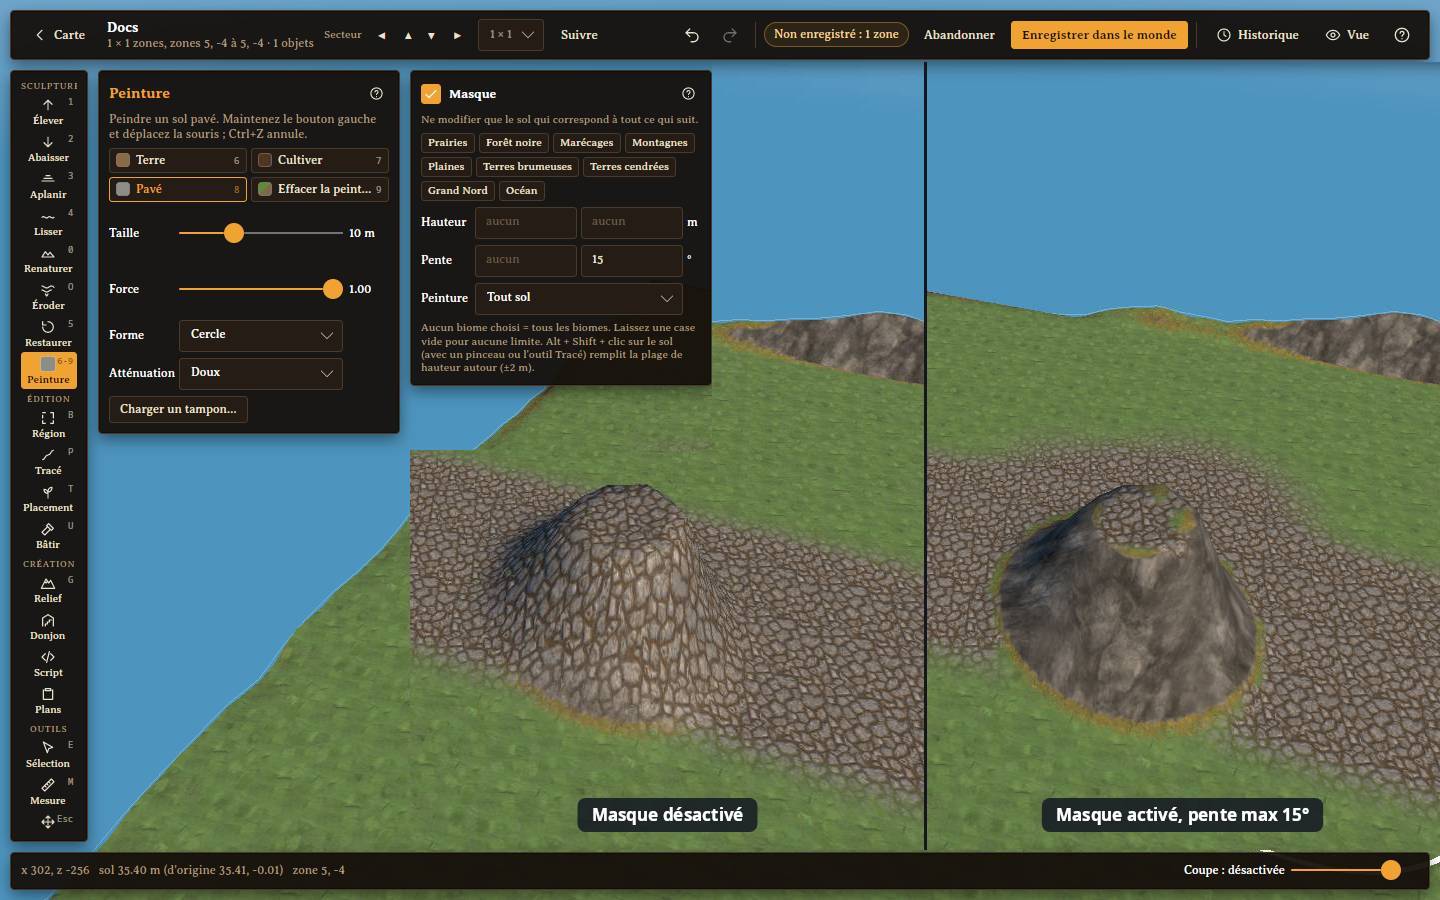 Carte
Docs
1 × 1 zones, zones 5, -4 à 5, -4 · 1 objets
Secteur
1 × 1
Suivre
Non enregistré : 1 zone
Abandonner
Enregistrer dans le monde
Historique
Vue
SCULPTURE
1
Élever
2
Abaisser
3
Aplanir
4
Lisser
0
Renaturer
O
Éroder
5
Restaurer
6-9
Peinture
ÉDITION
B
Région
P
Tracé
T
Placement
U
Bâtir
CRÉATION
G
Relief
Donjon
Script
Plans
OUTILS
E
Sélection
M
Mesure
Esc
Peinture
Peindre un sol pavé. Maintenez le bouton gauche
et déplacez la souris ; Ctrl+Z annule.
Terre 6
Cultiver 7
Pavé 8
Effacer la peint... 9
Taille 10 m
Force 1.00
Forme Cercle
Atténuation Doux
Charger un tampon...
Masque
Ne modifier que le sol qui correspond à tout ce qui suit.
Prairies Forêt noire Marécages Montagnes
Plaines Terres brumeuses Terres cendrées
Grand Nord Océan
Hauteur aucun aucun m
Pente aucun 15 °
Peinture Tout sol
Aucun biome choisi = tous les biomes. Laissez une case
vide pour aucune limite. Alt + Shift + clic sur le sol
(avec un pinceau ou l'outil Tracé) remplit la plage de
hauteur autour (±2 m).
Masque désactivé
Masque activé, pente max 15°
x 302, z -256 sol 35.40 m (d'origine 35.41, -0.01) zone 5, -4
Coupe : désactivée